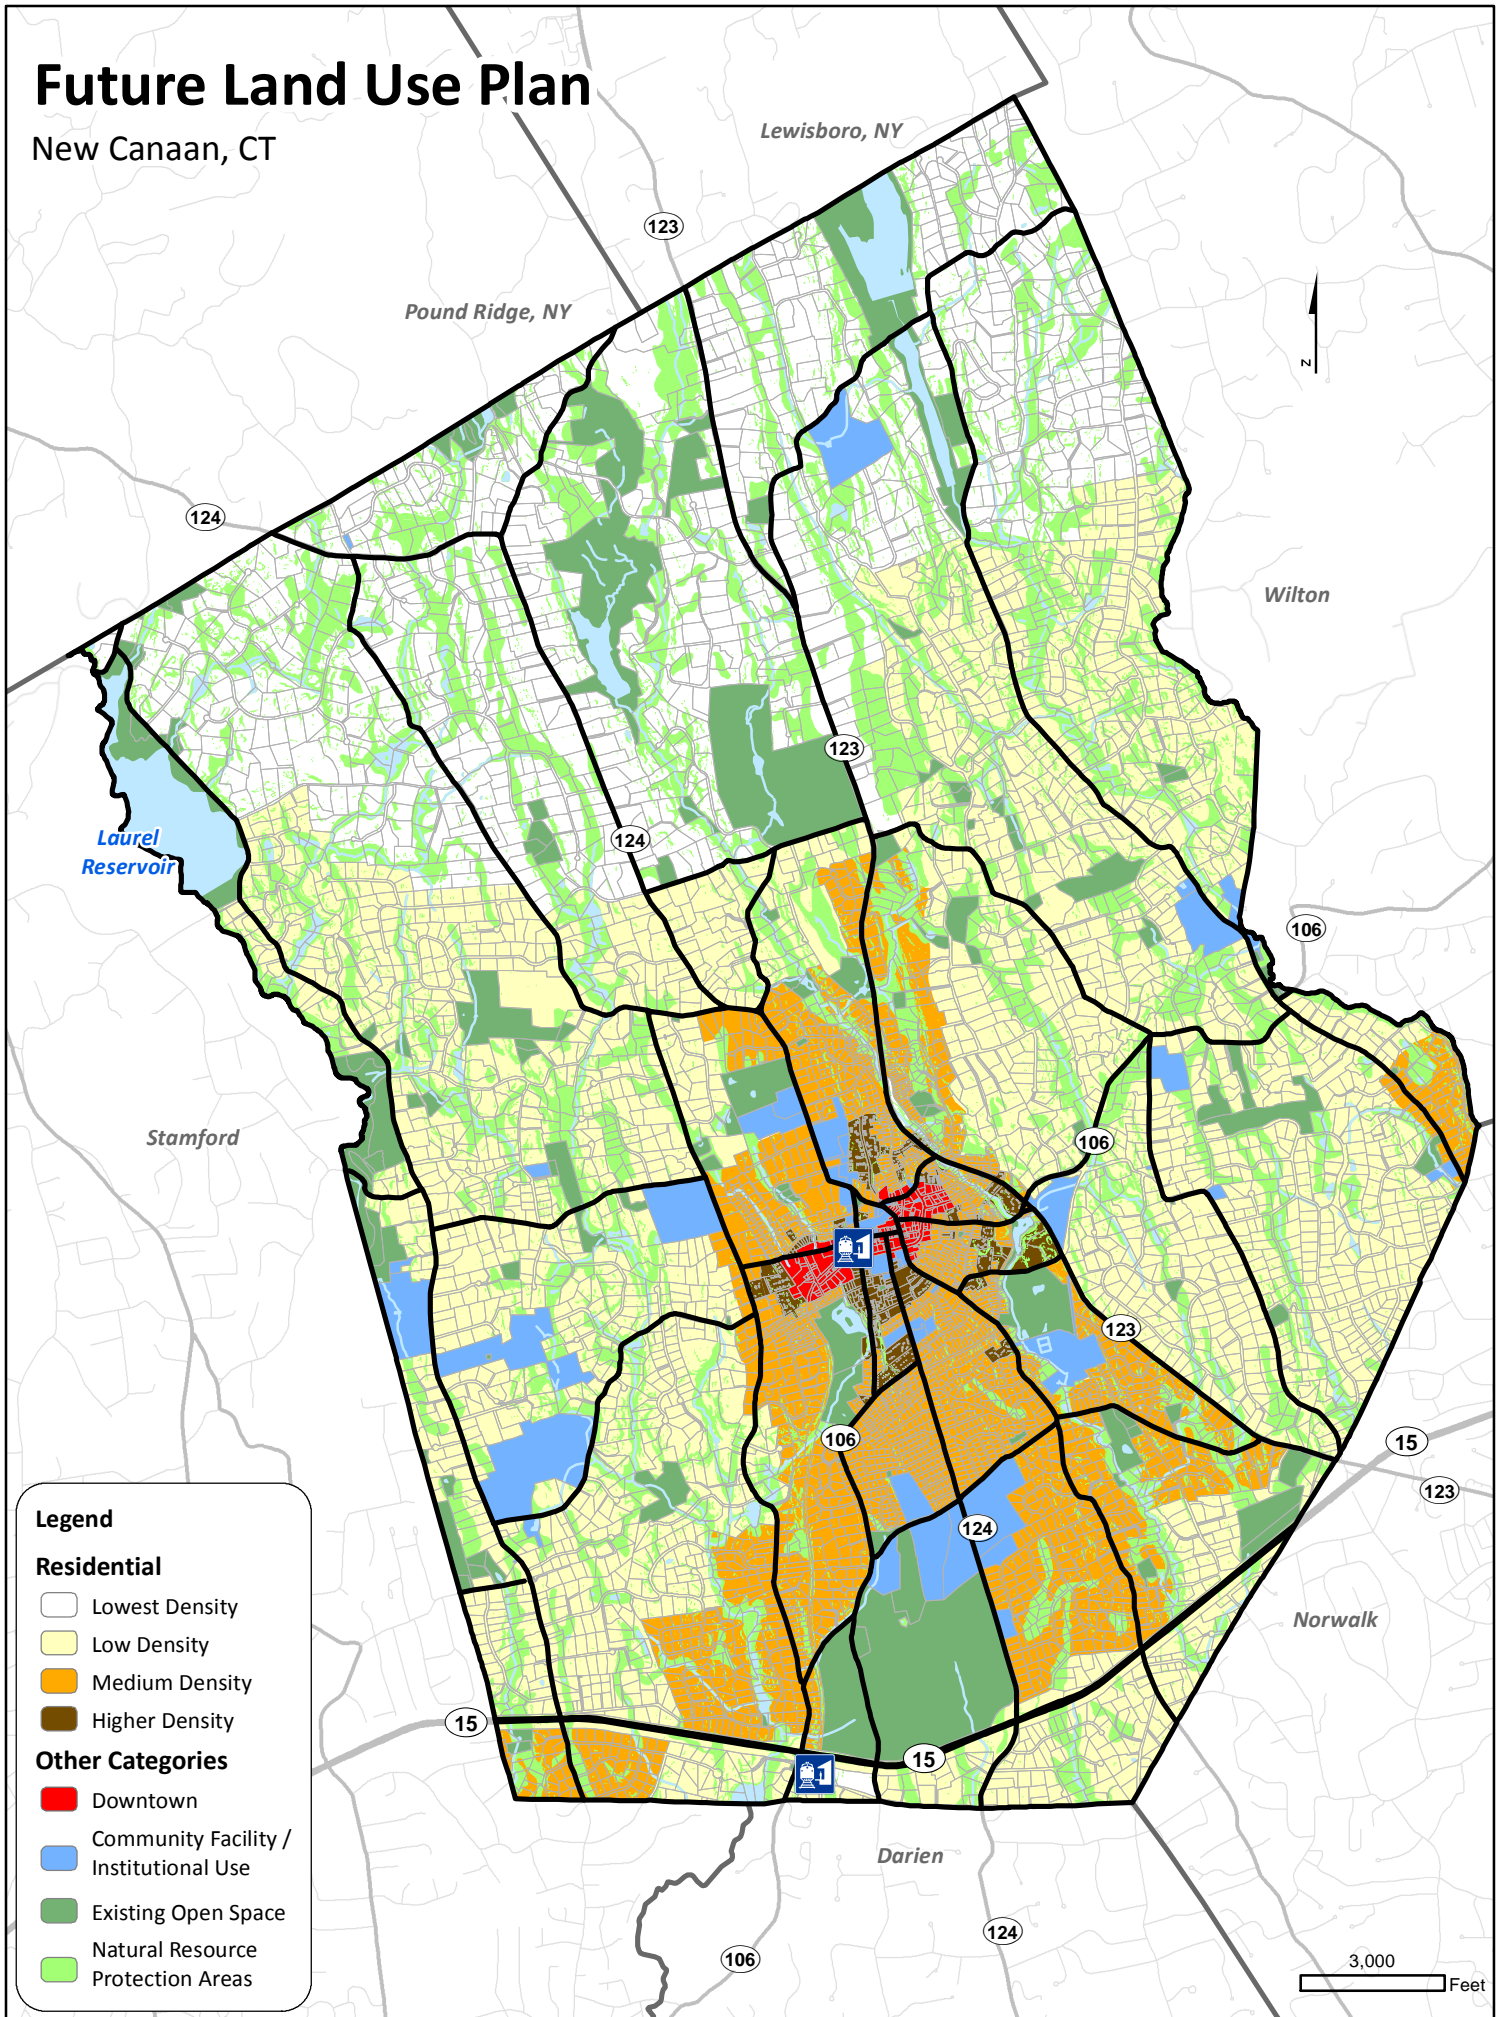 Future Land Use Plan
New Canaan, CT
Lewisboro, NY
123
Pound Ridge, NY
z
124
Wilton
123
124
Laurel
Reservoir
106
Stamford
106
123
106
15
123
124
Norwalk
15
15
Darien
124
106
Legend
Residential
Lowest Density
Low Density
Medium Density
Higher Density
Other Categories
Downtown
Community Facility /
Institutional Use
Existing Open Space
Natural Resource
Protection Areas
3,000
Feet